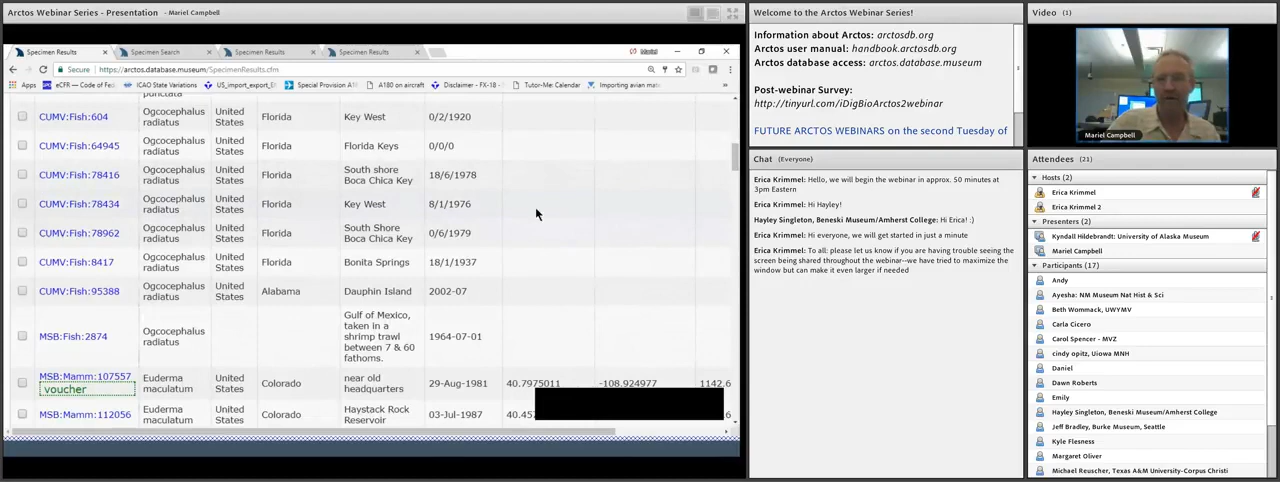 Arctos Webinar Series - Presentation - Mariel Campbell
Specimen Results
Specimen Search
Specimen Results
Specimen Results
Mariel
Secure
https://arctos.database.museum/SpecimenResults.cfm
Apps
eCFR — Code of Fed
ICAO State Variations
US_import_export_E
Special Provision A1
A180 on aircraft
Disclaimer - FX-18 -
Tutor-Me: Calendar
Importing avian mate
punctata
CUMV:Fish:604 Ogcocephalus radiatus United States Florida Key West 0/2/1920
CUMV:Fish:64945 Ogcocephalus radiatus United States Florida Florida Keys 0/0/0
CUMV:Fish:78416 Ogcocephalus radiatus United States Florida South shore Boca Chica Key 18/6/1978
CUMV:Fish:78434 Ogcocephalus radiatus United States Florida Key West 8/1/1976
CUMV:Fish:78962 Ogcocephalus radiatus United States Florida South Shore Boca Chica Key 0/6/1979
CUMV:Fish:8417 Ogcocephalus radiatus United States Florida Bonita Springs 18/1/1937
CUMV:Fish:95388 Ogcocephalus radiatus United States Alabama Dauphin Island 2002-07
MSB:Fish:2874 Ogcocephalus radiatus Gulf of Mexico, taken in a shrimp trawl between 7 & 60 fathoms. 1964-07-01
MSB:Mamm:107557 voucher Euderma maculatum United States Colorado near old headquarters 29-Aug-1981 40.7975011 -108.924977 1142.6
MSB:Mamm:112056 Euderma maculatum United States Colorado Haystack Rock Reservoir 03-Jul-1987 40.45
Welcome to the Arctos Webinar Series!
Information about Arctos: arctosdb.org
Arctos user manual: handbook.arctosdb.org
Arctos database access: arctos.database.museum
Post-webinar Survey:
http://tinyurl.com/iDigBioArctos2webinar
FUTURE ARCTOS WEBINARS on the second Tuesday of
Chat (Everyone)
Erica Krimmel: Hello, we will begin the webinar in approx. 50 minutes at
3pm Eastern
Erica Krimmel: Hi Hayley!
Hayley Singleton, Beneski Museum/Amherst College: Hi Erica! :)
Erica Krimmel: Hi everyone, we will get started in just a minute
Erica Krimmel: To all: please let us know if you are having trouble seeing the
screen being shared throughout the webinar--we have tried to maximize the
window but can make it even larger if needed
Video (1)
Mariel Campbell
Attendees (21)
Hosts (2)
Erica Krimmel
Erica Krimmel 2
Presenters (2)
Kyndall Hildebrandt: University of Alaska Museum
Mariel Campbell
Participants (17)
Andy
Ayesha: NM Museum Nat Hist & Sci
Beth Wommack, UWYMV
Carla Cicero
Carol Spencer - MVZ
cindy opitz, Uiowa MNH
Daniel
Dawn Roberts
Emily
Hayley Singleton, Beneski Museum/Amherst College
Jeff Bradley, Burke Museum, Seattle
Kyle Flesness
Margaret Oliver
Michael Reuscher, Texas A&M University-Corpus Christi